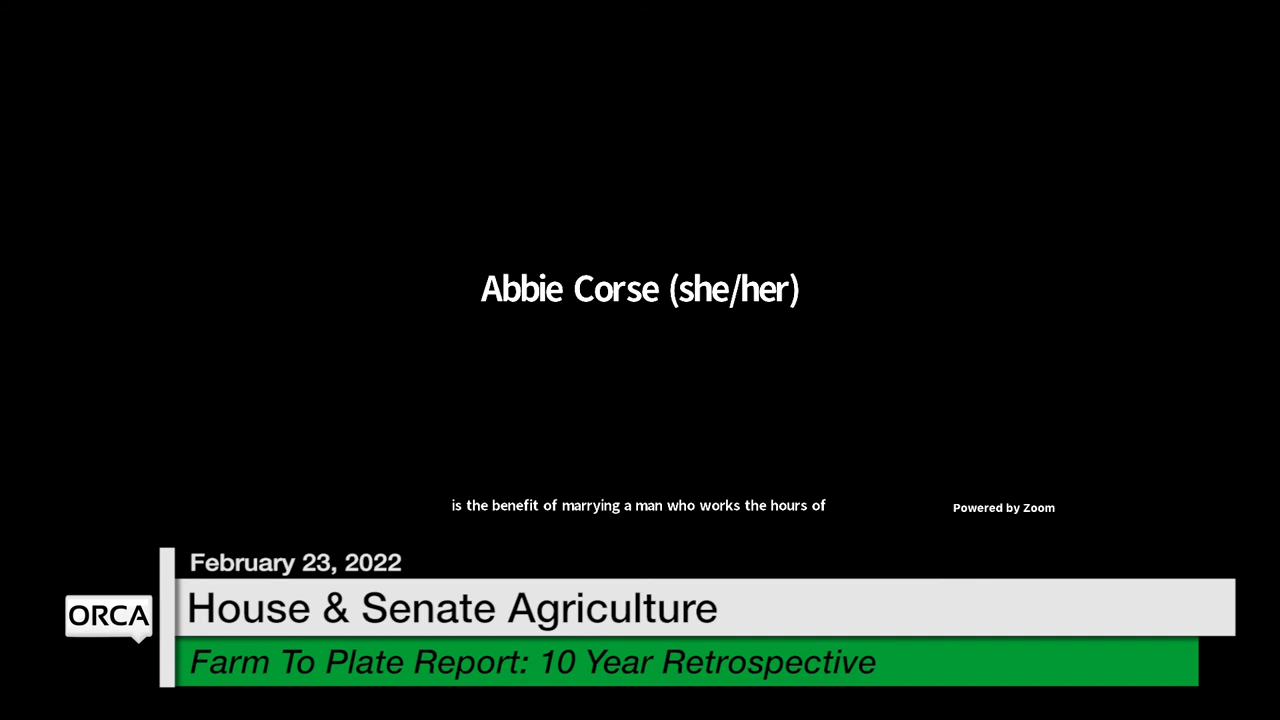 Abbie Corse (she/her)
is the benefit of marrying a man who works the hours of
Powered by Zoom
February 23, 2022
House & Senate Agriculture
ORCA
Farm To Plate Report: 10 Year Retrospective